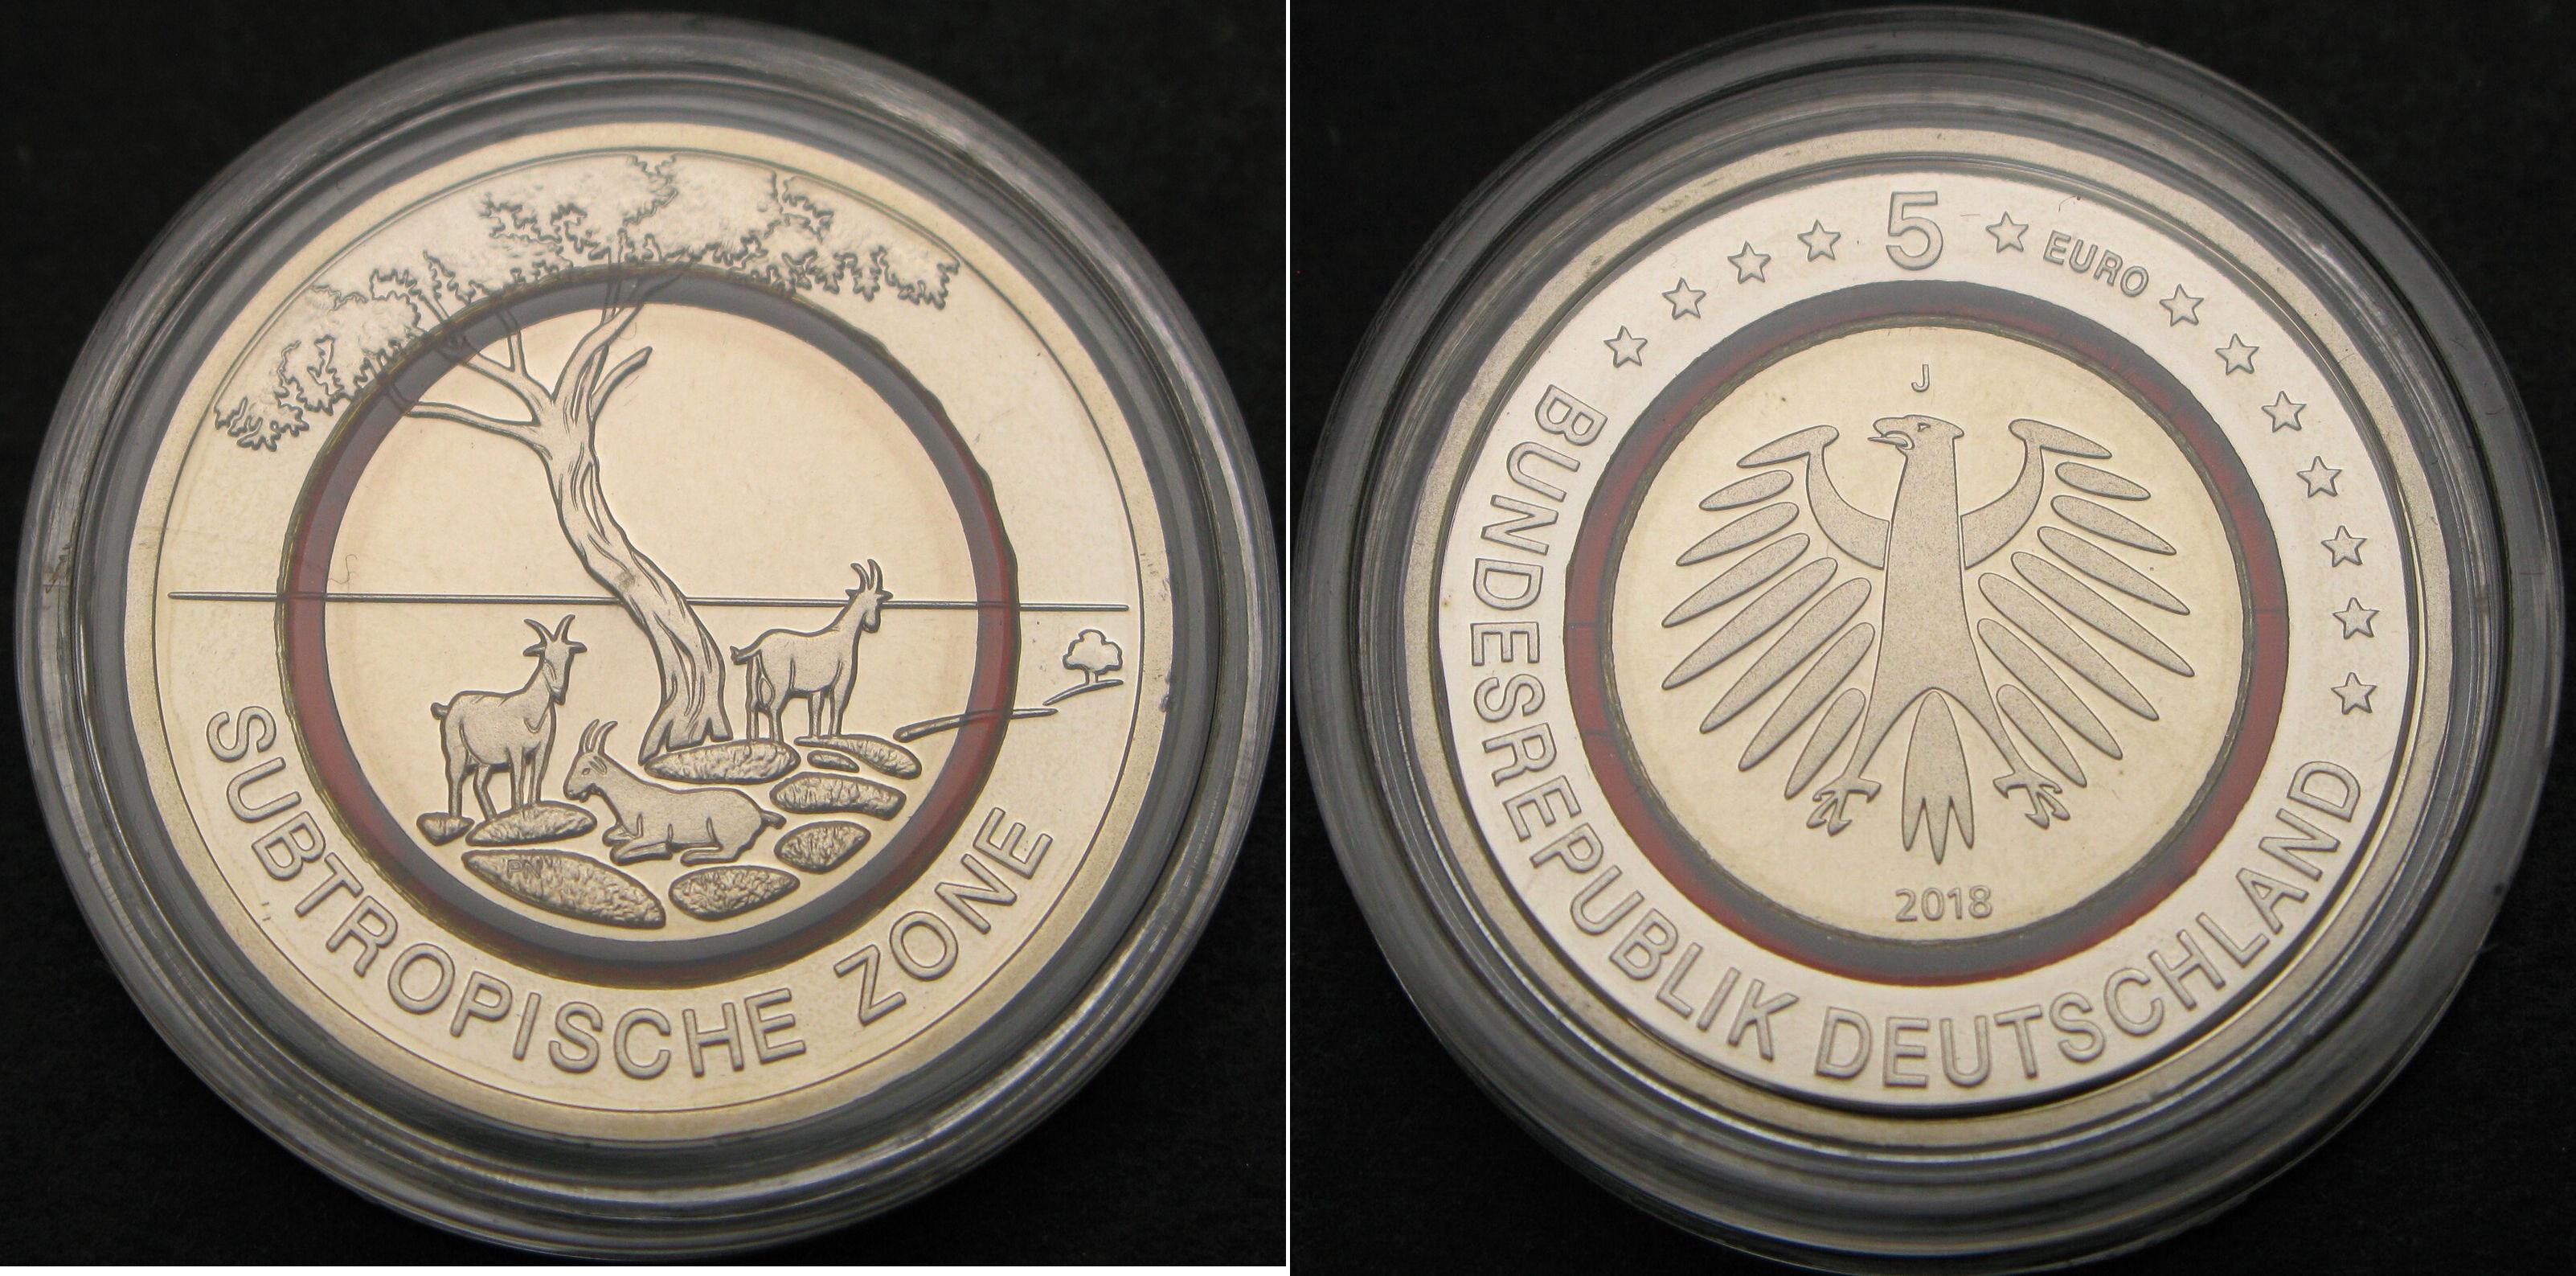 SUBTROPISCHE ZONE
5 EURO
J
BUNDESREPUBLIK DEUTSCHLAND
2018